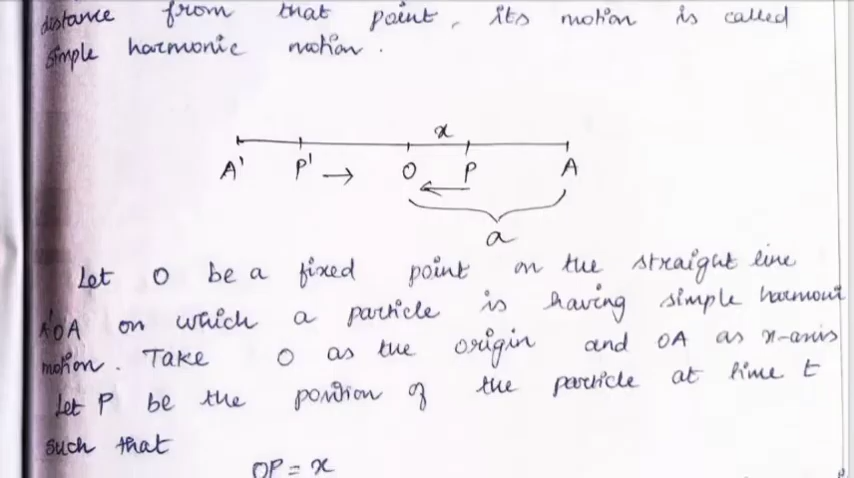 distance from that point, its motion is called
simple harmonic motion.
x
A' P' → O P A
a
Let O be a fixed point on the straight line
A'OA on which a particle is having simple harmonic
motion. Take O as the origin and OA as x-axis
Let P be the position of the particle at time t
such that
OP = x